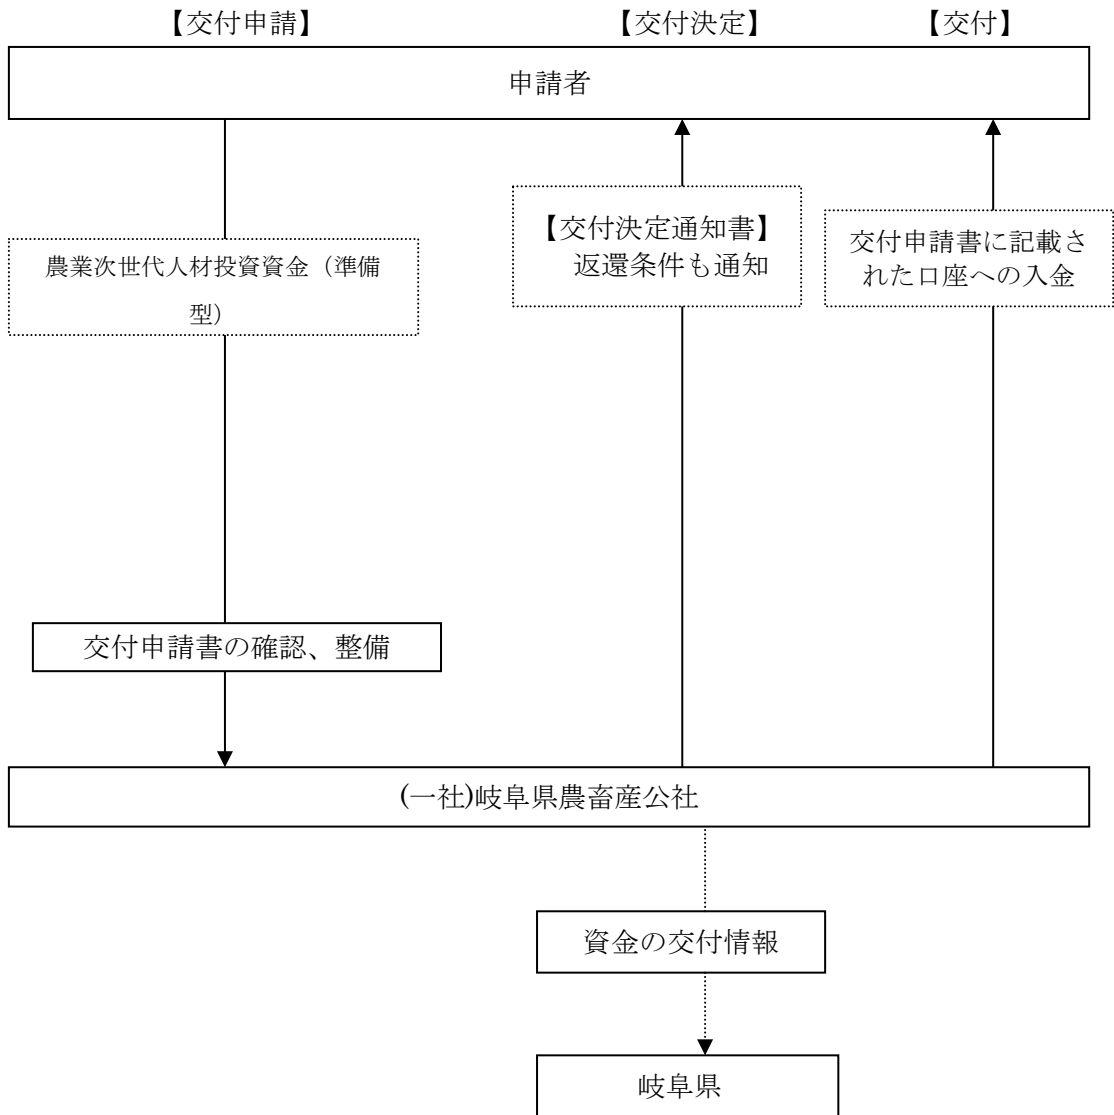 【交付申請】
【交付決定】
【交付】
申請者
【交付決定通知書】
返還条件も通知
交付申請書に記載さ
れた口座への入金
農業次世代人材投資資金（準備
型）
交付申請書の確認、整備
(一社)岐阜県農畜産公社
資金の交付情報
岐阜県